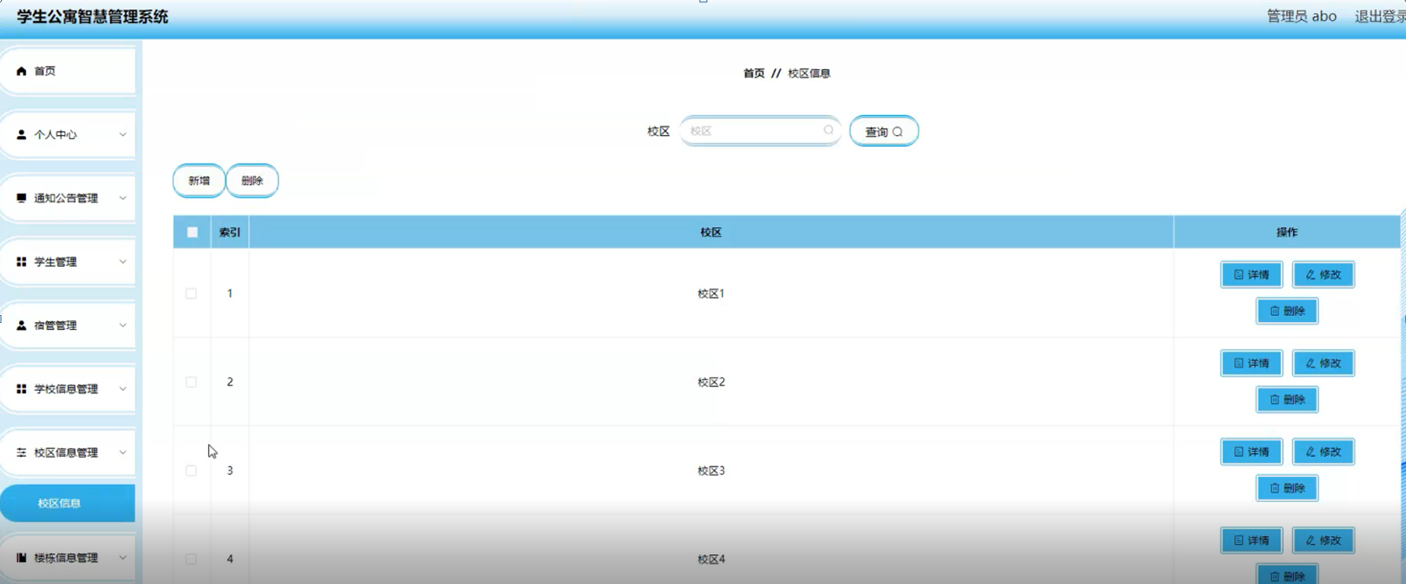 学生公寓智慧管理系统
管理员 abo 退出登录
首页
个人中心
通知公告管理
学生管理
宿管管理
学校信息管理
校区信息管理
校区信息
楼栋信息管理
首页 // 校区信息
校区 校区 查询
新增 删除
索引 校区 操作
1 校区1 详情 修改
删除
2 校区2 详情 修改
删除
3 校区3 详情 修改
删除
4 校区4 详情 修改
删除